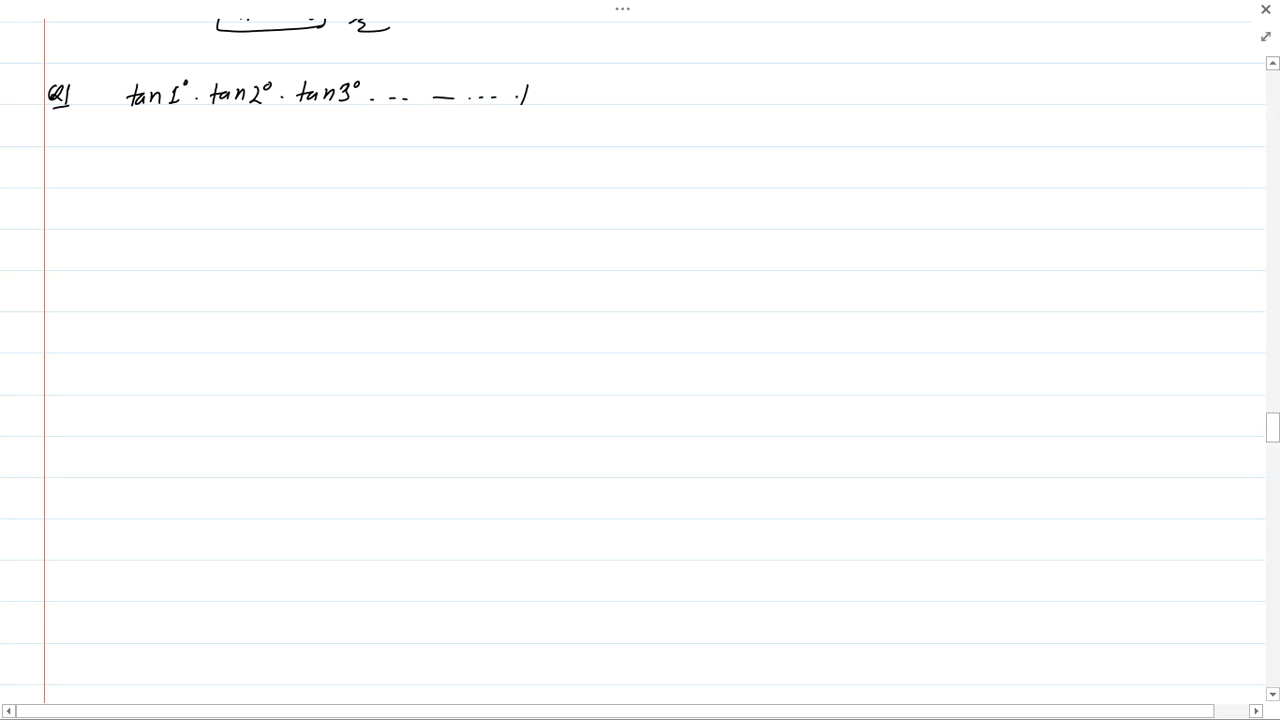 Q1 tan 1° . tan 2° . tan 3° . -- — . -- .